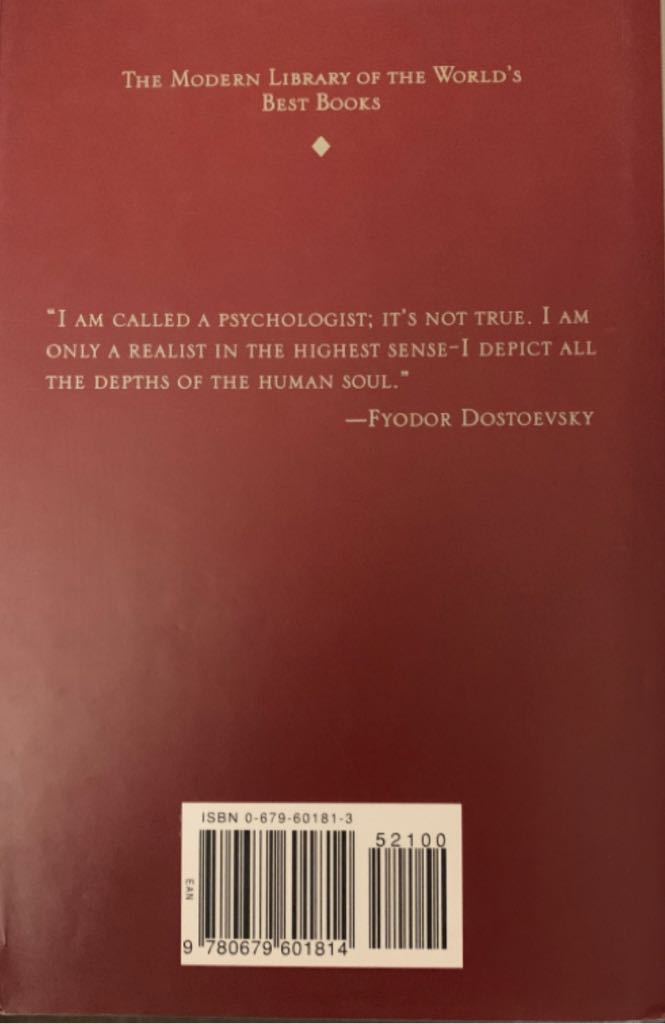 THE MODERN LIBRARY OF THE WORLD'S
BEST BOOKS
"I AM CALLED A PSYCHOLOGIST; IT'S NOT TRUE. I AM
ONLY A REALIST IN THE HIGHEST SENSE-I DEPICT ALL
THE DEPTHS OF THE HUMAN SOUL."
—FYODOR DOSTOEVSKY
ISBN 0-679-60181-3
52100
EAN
9 780679 601814